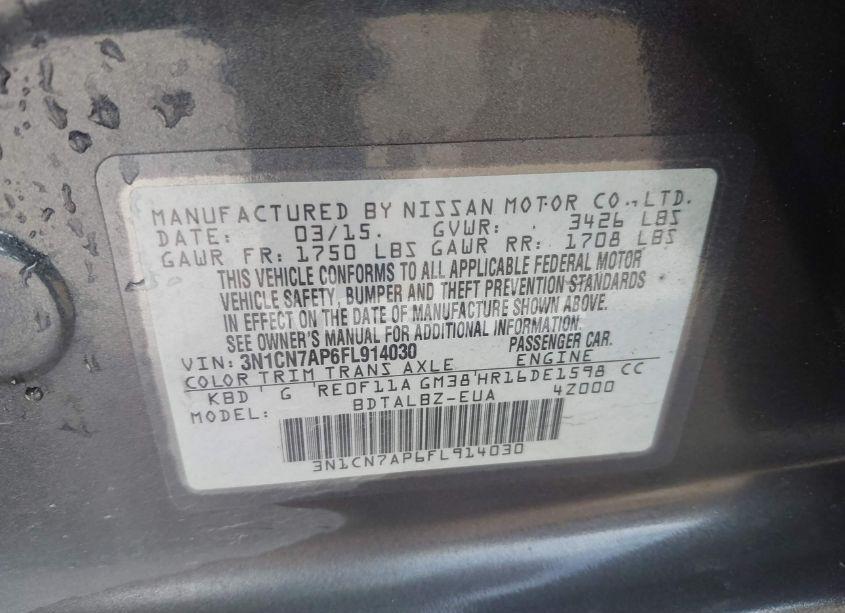 MANUFACTURED BY NISSAN MOTOR CO.,LTD.
DATE: 03/15. GVWR: 3426 LBS
GAWR FR: 1750 LBS GAWR RR: 1708 LBS
THIS VEHICLE CONFORMS TO ALL APPLICABLE FEDERAL MOTOR
VEHICLE SAFETY, BUMPER AND THEFT PREVENTION STANDARDS
IN EFFECT ON THE DATE OF MANUFACTURE SHOWN ABOVE.
SEE OWNER'S MANUAL FOR ADDITIONAL INFORMATION.
VIN: 3N1CN7AP6FL914030 PASSENGER CAR.
COLOR TRIM TRANS AXLE ENGINE
KBD G RE0F11A GM38 HR16DE1598 CC
MODEL: BDTALBZ-EUA 4Z000
3N1CN7AP6FL914030